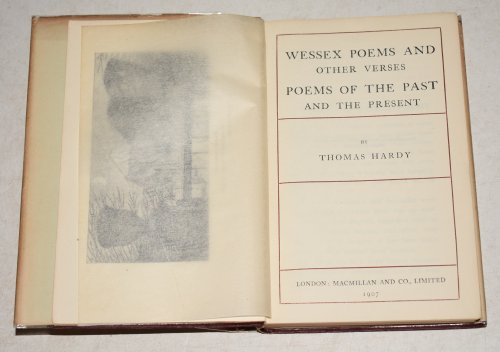 WESSEX POEMS AND
OTHER VERSES
POEMS OF THE PAST
AND THE PRESENT
BY
THOMAS HARDY
LONDON: MACMILLAN AND CO., LIMITED
1907